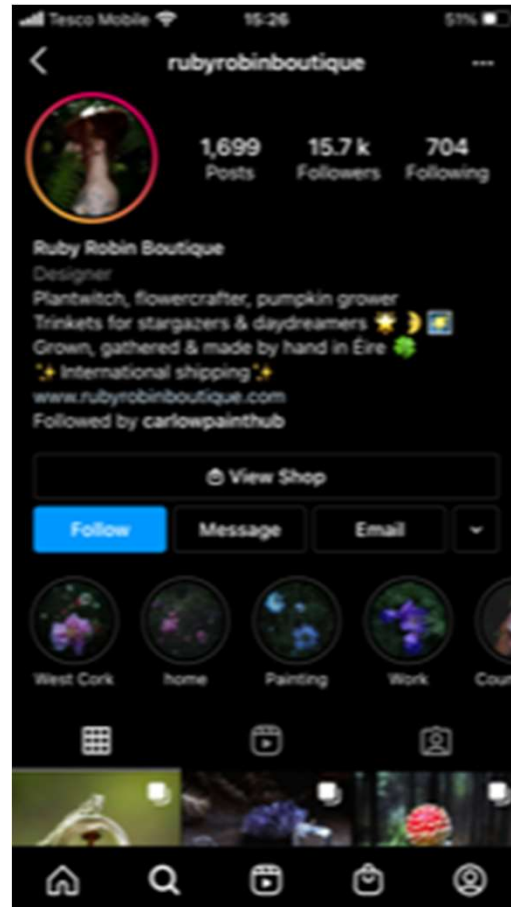 Tesco Mobile 15:26 51%
rubyrobinboutique
1,699 15.7 k 704
Posts Followers Following
Ruby Robin Boutique
Designer
Plantwitch, flowercrafter, pumpkin grower
Trinkets for stargazers & daydreamers 🌟 🌛 🌠
Grown, gathered & made by hand in Éire 🍀
✨ International shipping ✨
www.rubyrobinboutique.com
Followed by carlowpainthub
View Shop
Follow Message Email
West Cork home Painting Work Coun